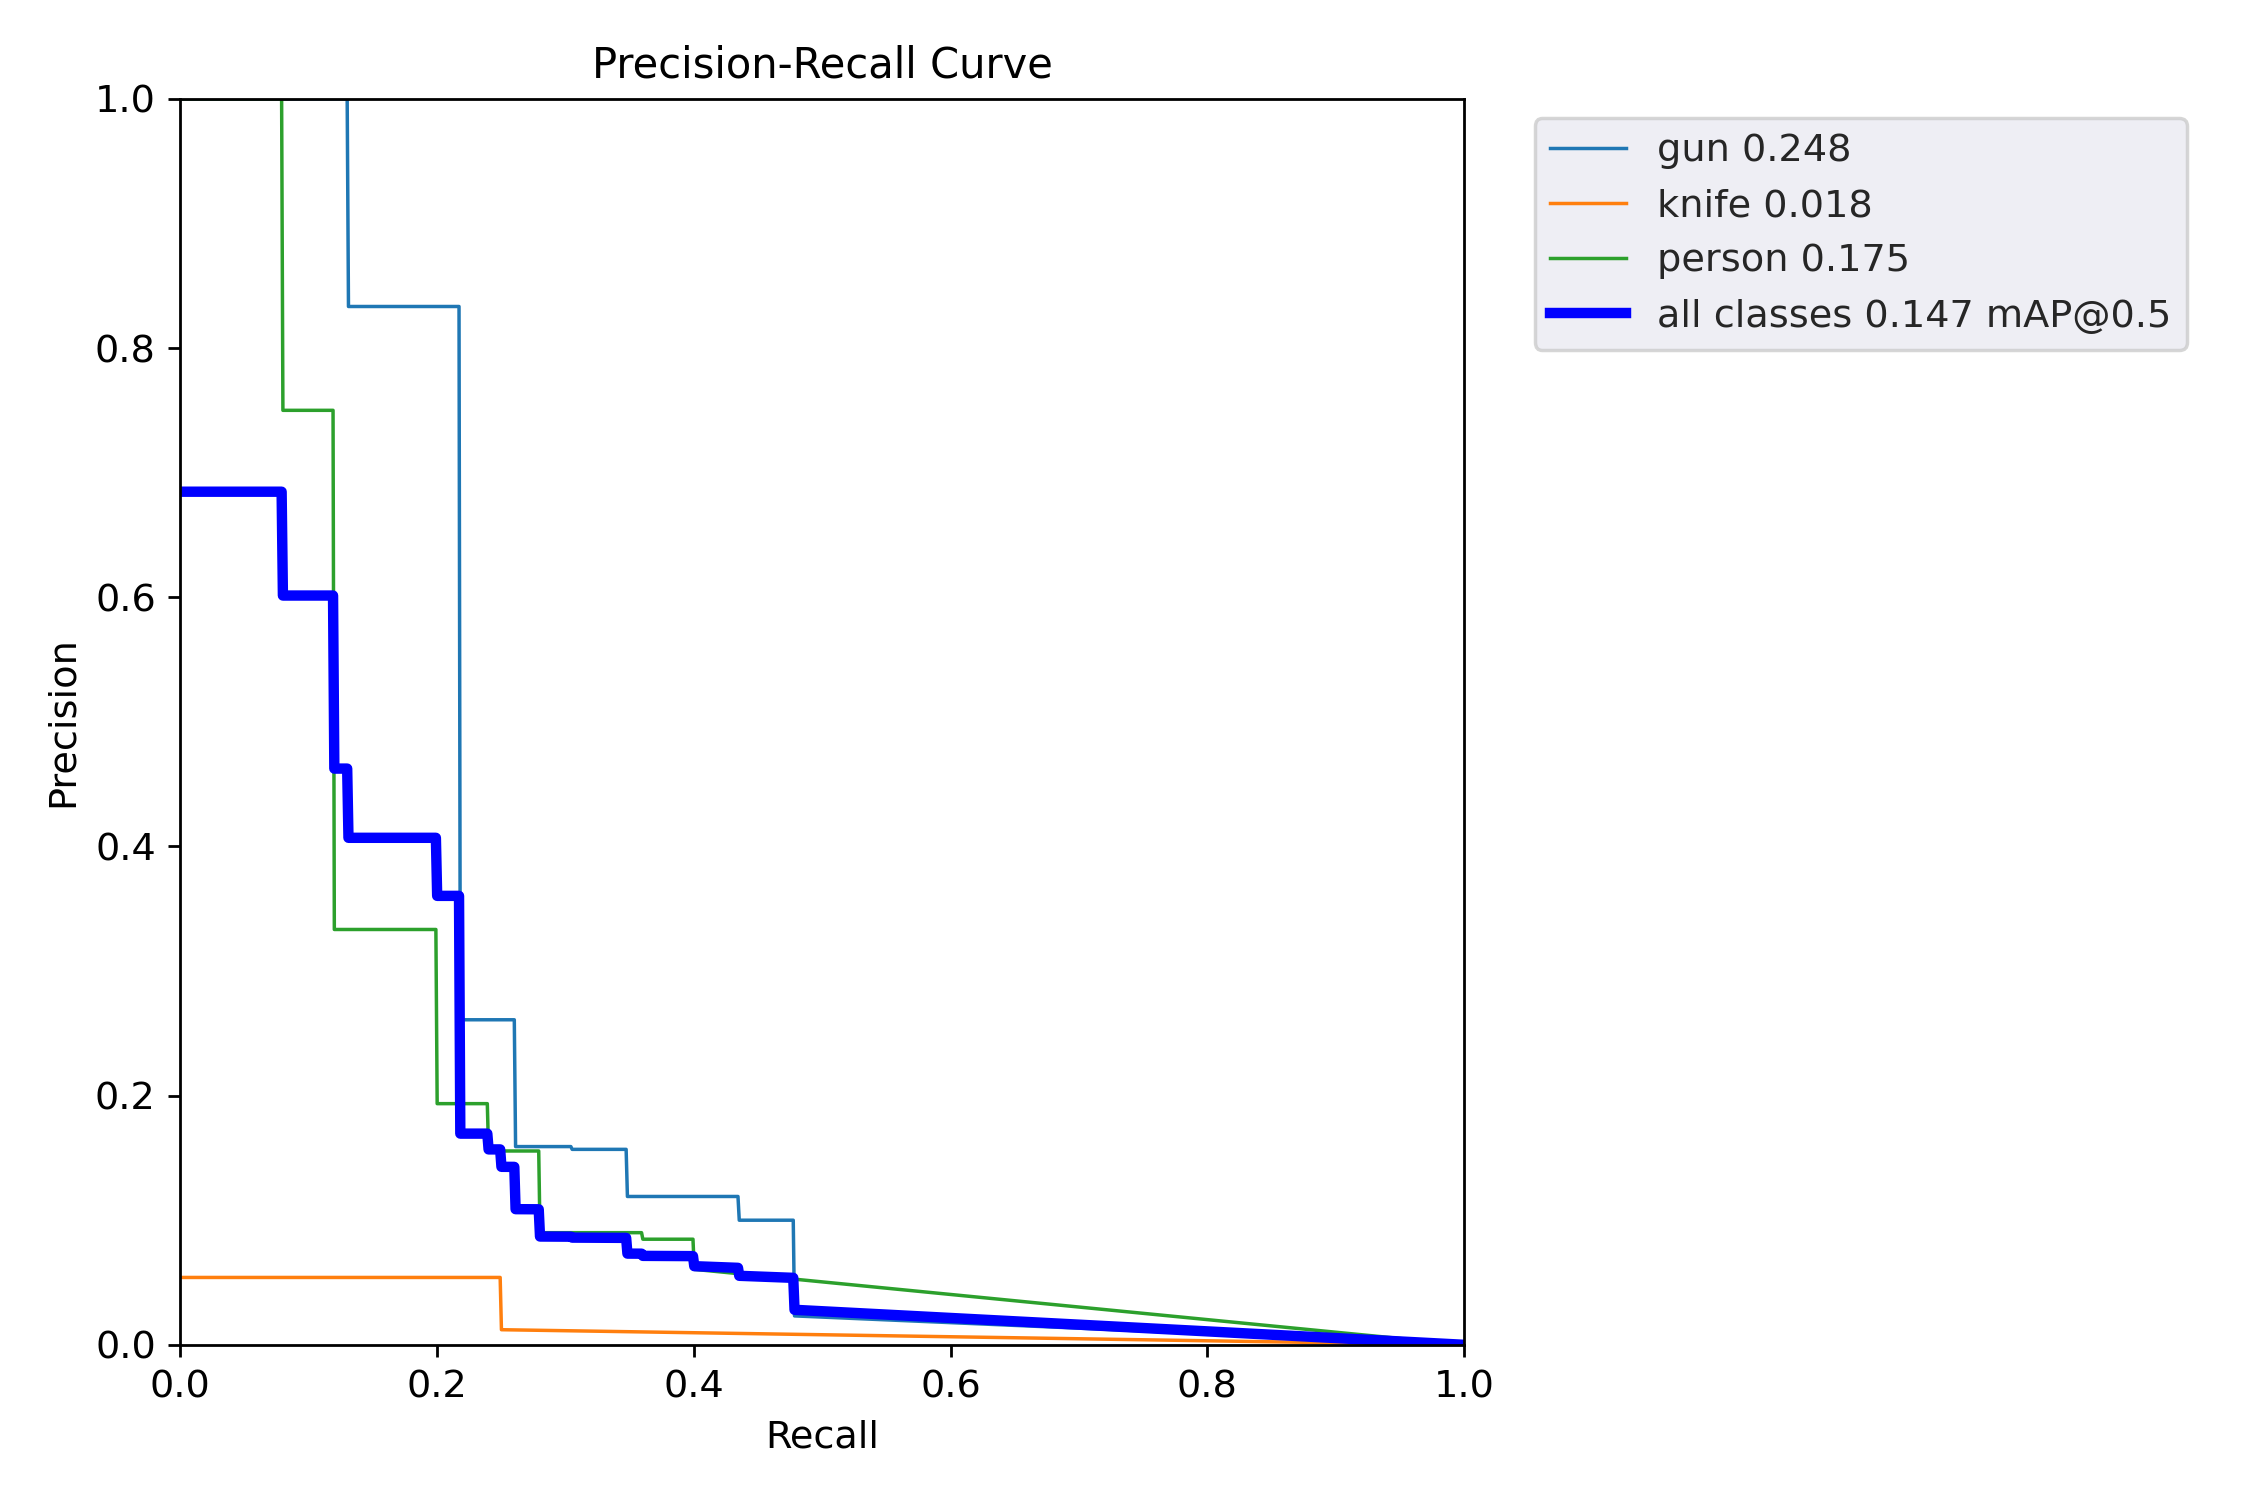 Precision-Recall Curve
1.0
0.8
0.6
0.4
0.2
0.0
Precision
0.0 0.2 0.4 0.6 0.8 1.0
Recall
gun 0.248
knife 0.018
person 0.175
all classes 0.147 mAP@0.5